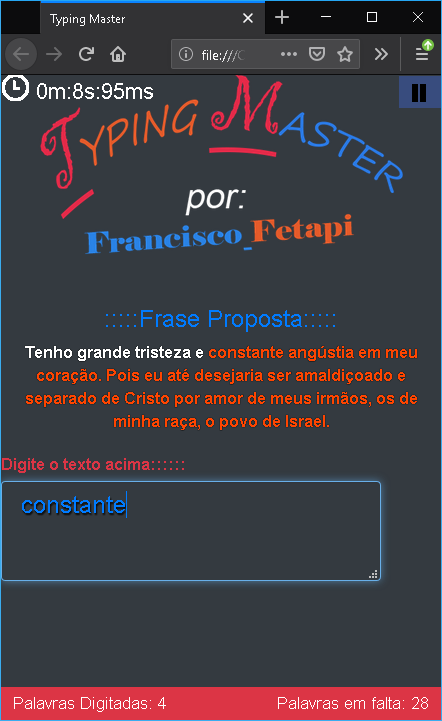 Typing Master
file:///C
0m:8s:95ms
Typing Master
por:
Francisco_Fetapi
:::::Frase Proposta:::::
Tenho grande tristeza e constante angústia em meu
coração. Pois eu até desejaria ser amaldiçoado e
separado de Cristo por amor de meus irmãos, os de
minha raça, o povo de Israel.
Digite o texto acima::::::
constante
Palavras Digitadas: 4 Palavras em falta: 28